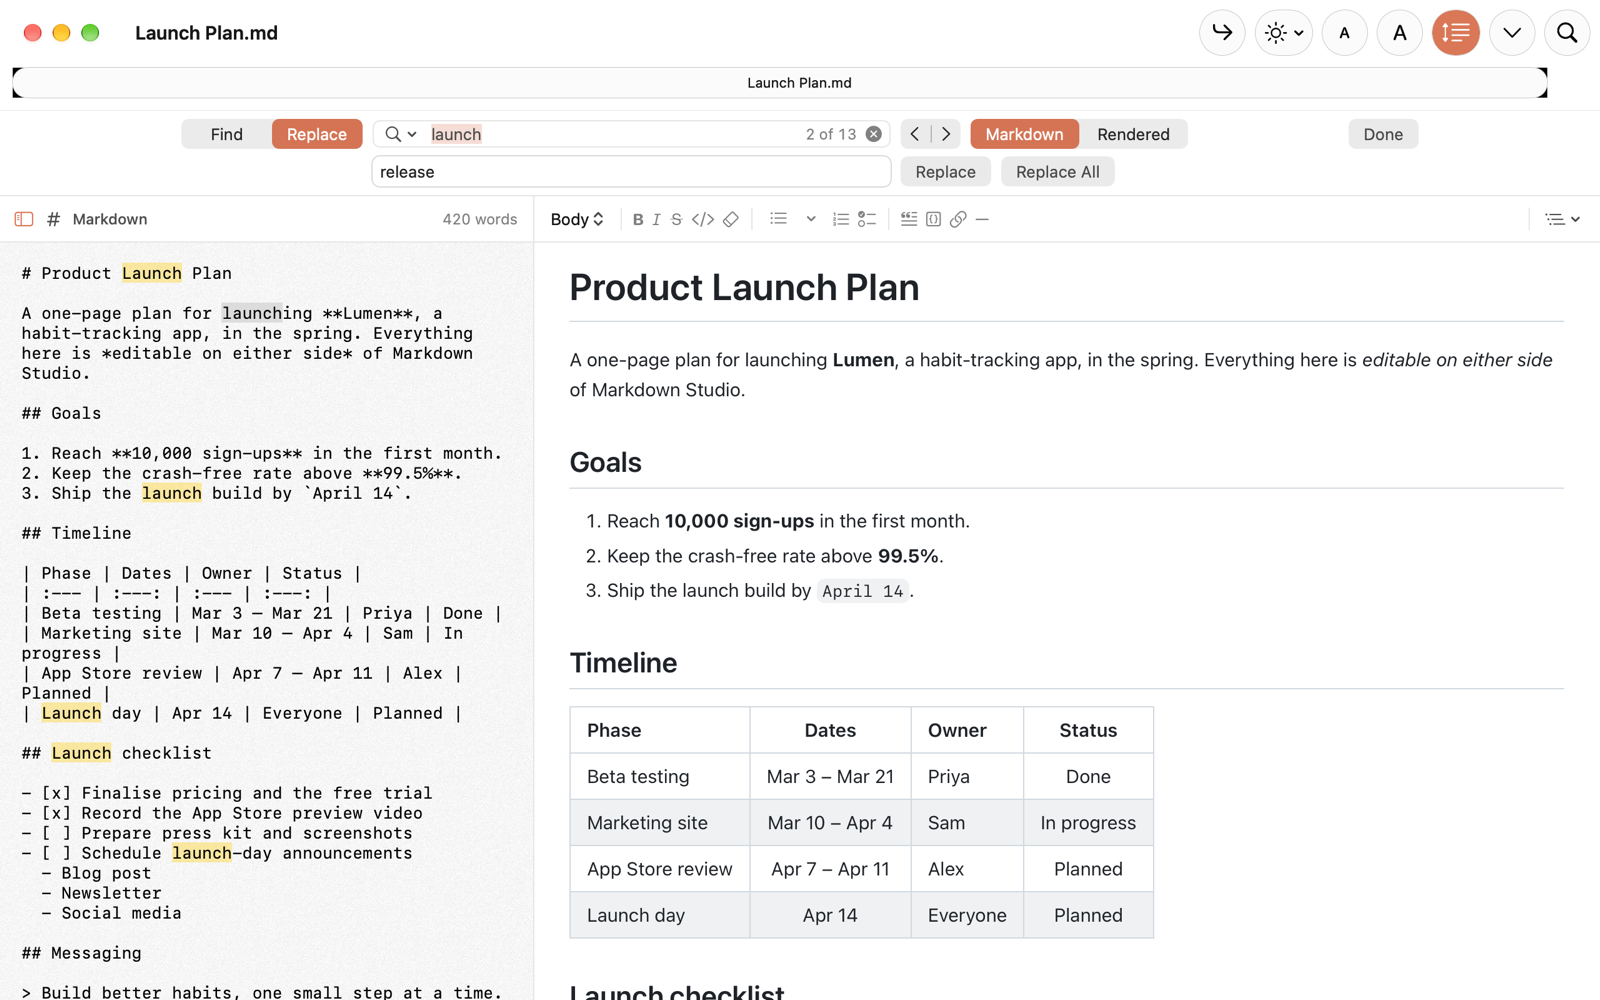 Launch Plan.md
A
A
Launch Plan.md
Find
Replace
launch
2 of 13
Markdown
Rendered
Done
release
Replace
Replace All
# Markdown
420 words
Body
B I S </>
# Product Launch Plan
A one-page plan for launching **Lumen**, a
habit-tracking app, in the spring. Everything
here is *editable on either side* of Markdown
Studio.
## Goals
1. Reach **10,000 sign-ups** in the first month.
2. Keep the crash-free rate above **99.5%**.
3. Ship the launch build by `April 14`.
## Timeline
| Phase | Dates | Owner | Status |
| :--- | :---: | :--- | :---: |
| Beta testing | Mar 3 – Mar 21 | Priya | Done |
| Marketing site | Mar 10 – Apr 4 | Sam | In
progress |
| App Store review | Apr 7 – Apr 11 | Alex |
Planned |
| Launch day | Apr 14 | Everyone | Planned |
## Launch checklist
- [x] Finalise pricing and the free trial
- [x] Record the App Store preview video
- [ ] Prepare press kit and screenshots
- [ ] Schedule launch-day announcements
- Blog post
- Newsletter
- Social media
## Messaging
> Build better habits, one small step at a time.
Product Launch Plan
A one-page plan for launching Lumen, a habit-tracking app, in the spring. Everything here is editable on either side
of Markdown Studio.
Goals
1. Reach 10,000 sign-ups in the first month.
2. Keep the crash-free rate above 99.5%.
3. Ship the launch build by April 14.
Timeline
Phase Dates Owner Status
Beta testing Mar 3 – Mar 21 Priya Done
Marketing site Mar 10 – Apr 4 Sam In progress
App Store review Apr 7 – Apr 11 Alex Planned
Launch day Apr 14 Everyone Planned
Launch checklist